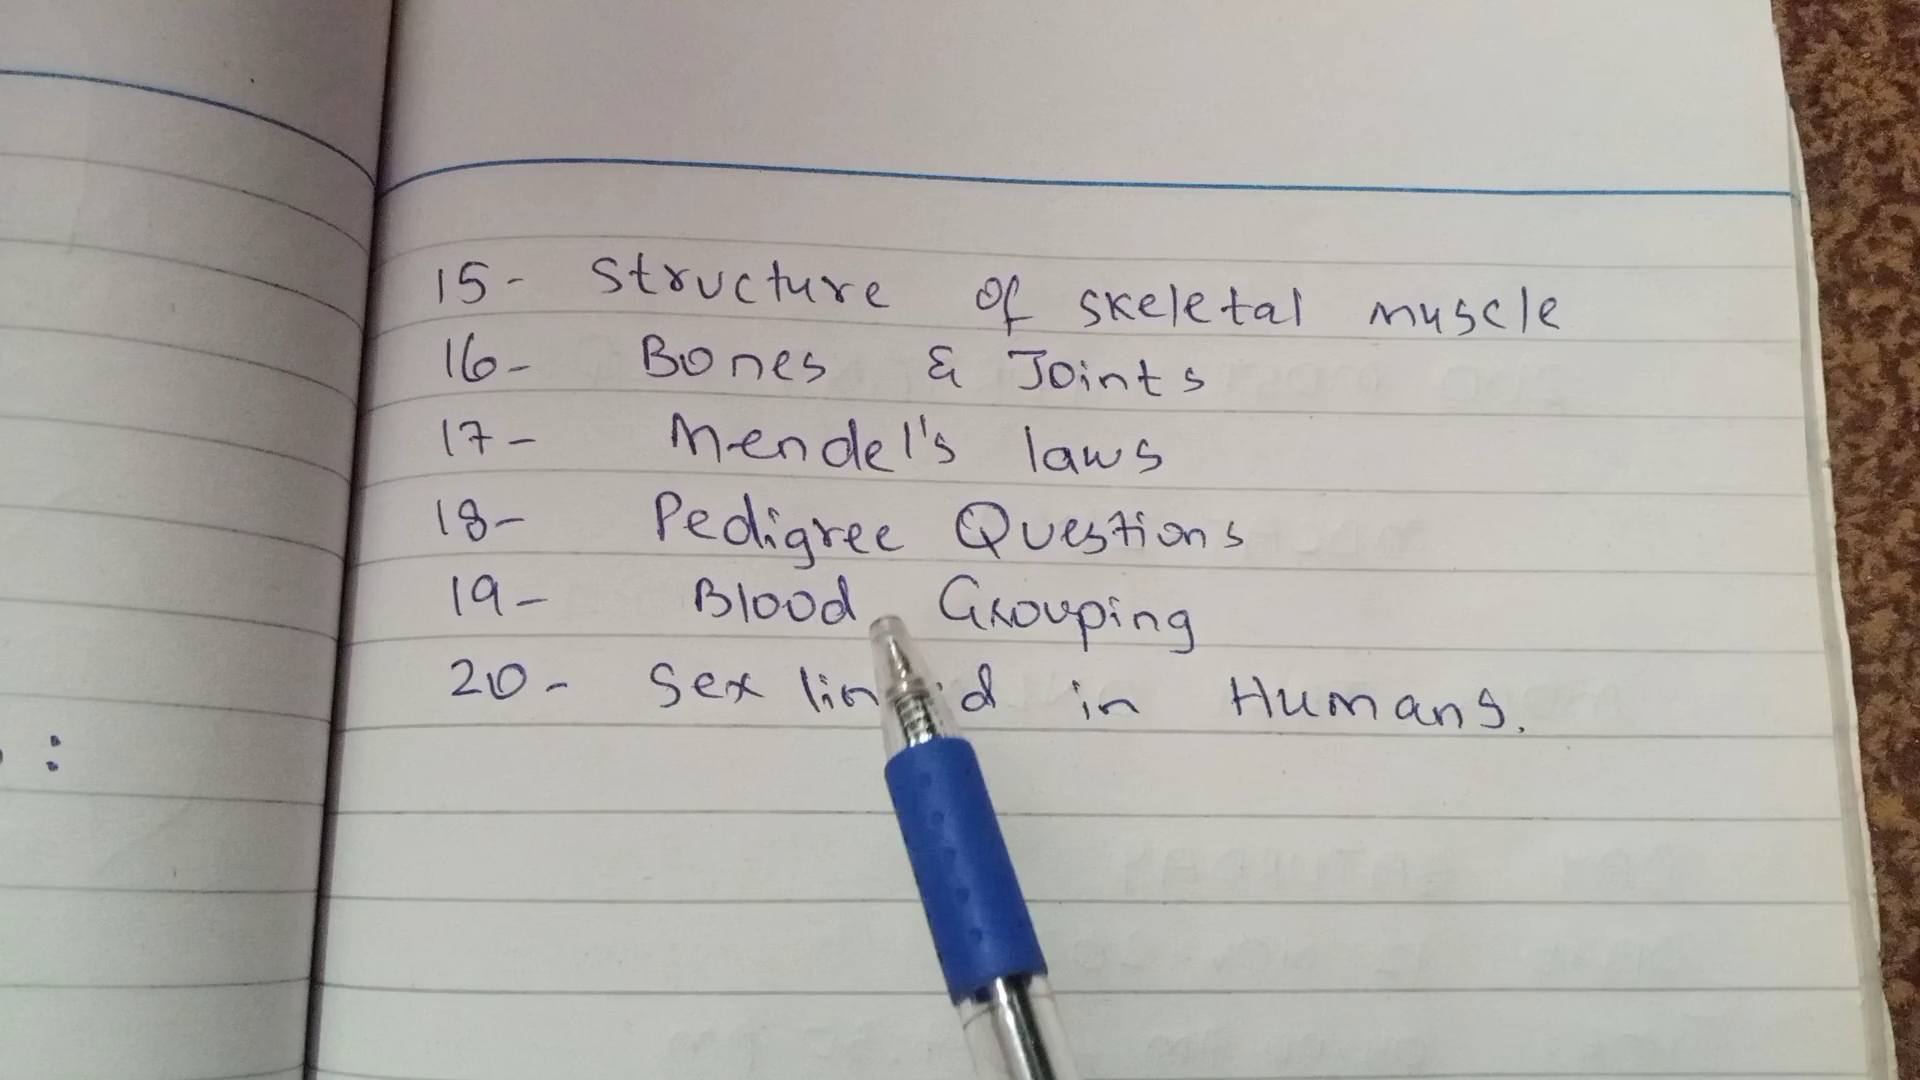 15- Structure of skeletal muscle
16- Bones & Joints
17- Mendel's laws
18- Pedigree Questions
19- Blood Grouping
20- Sex in Humans.
: